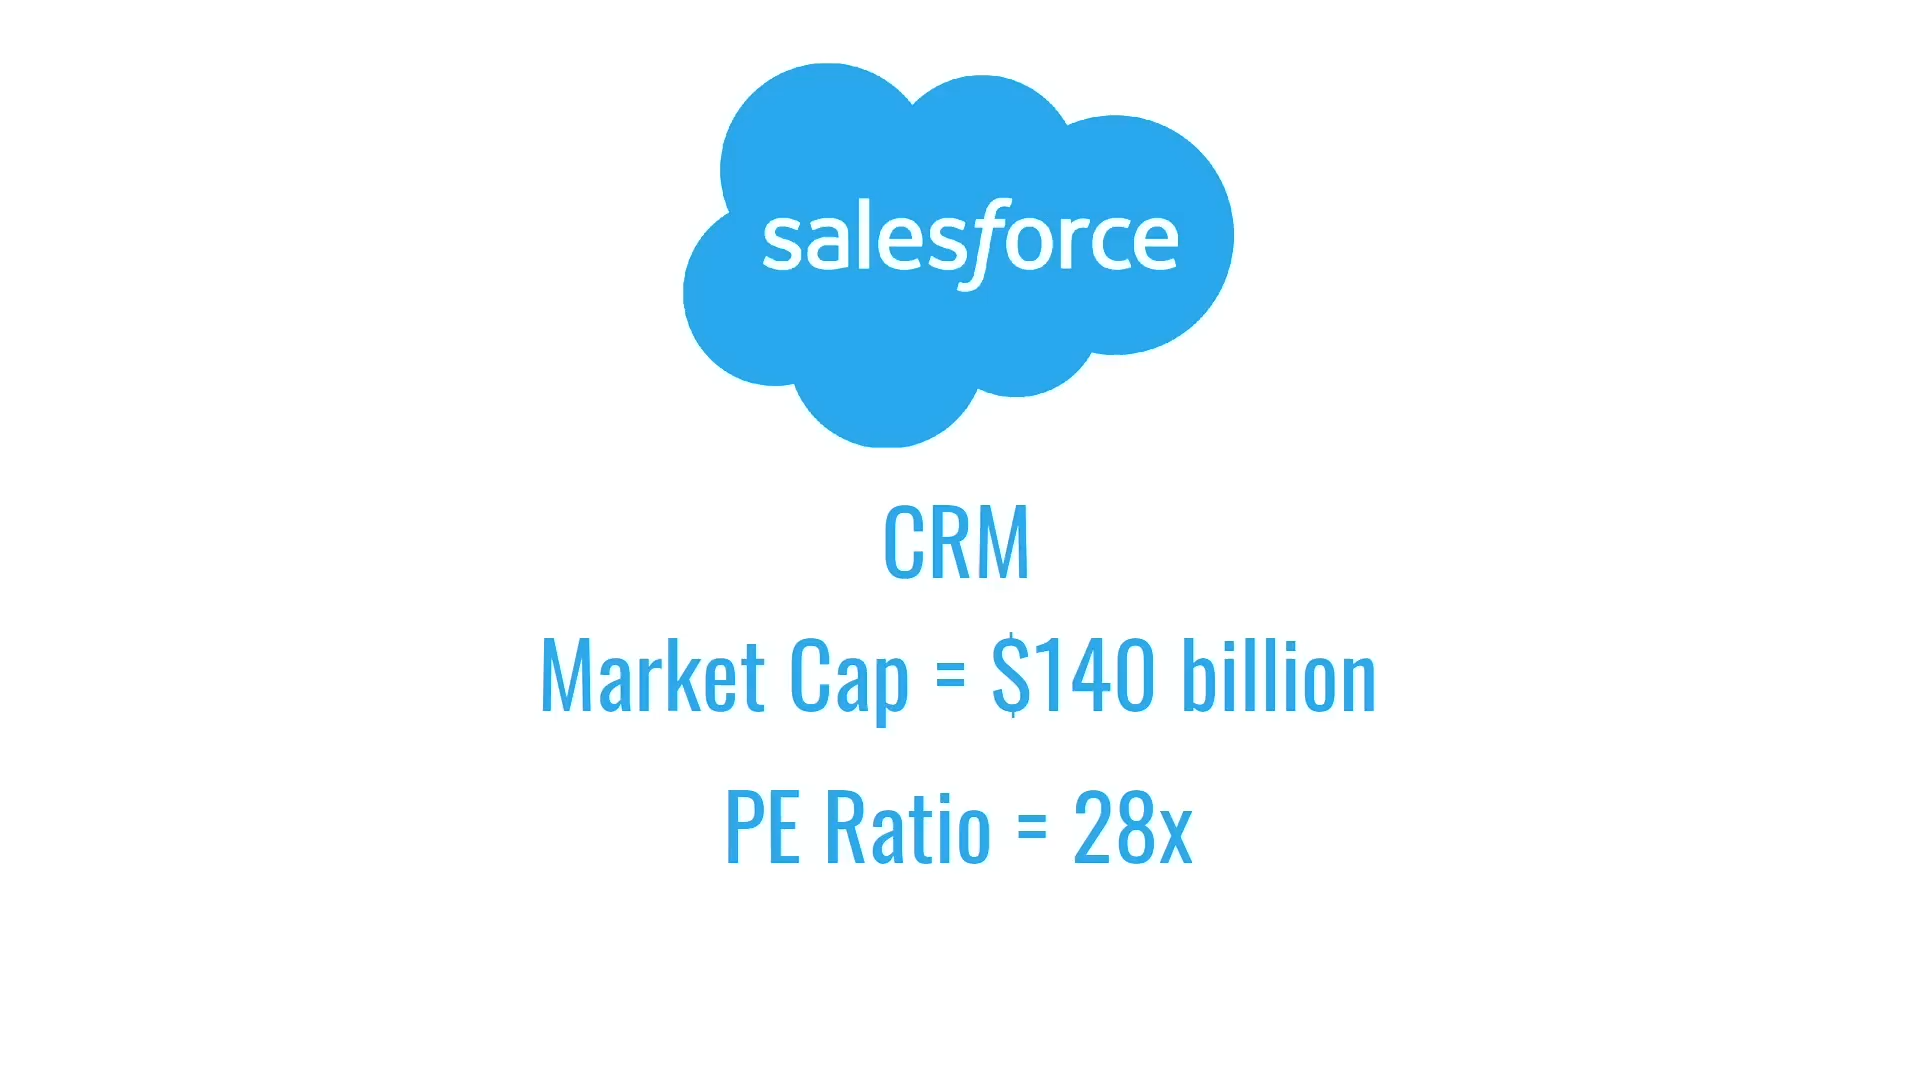 salesforce
CRM
Market Cap = $140 billion
PE Ratio = 28x